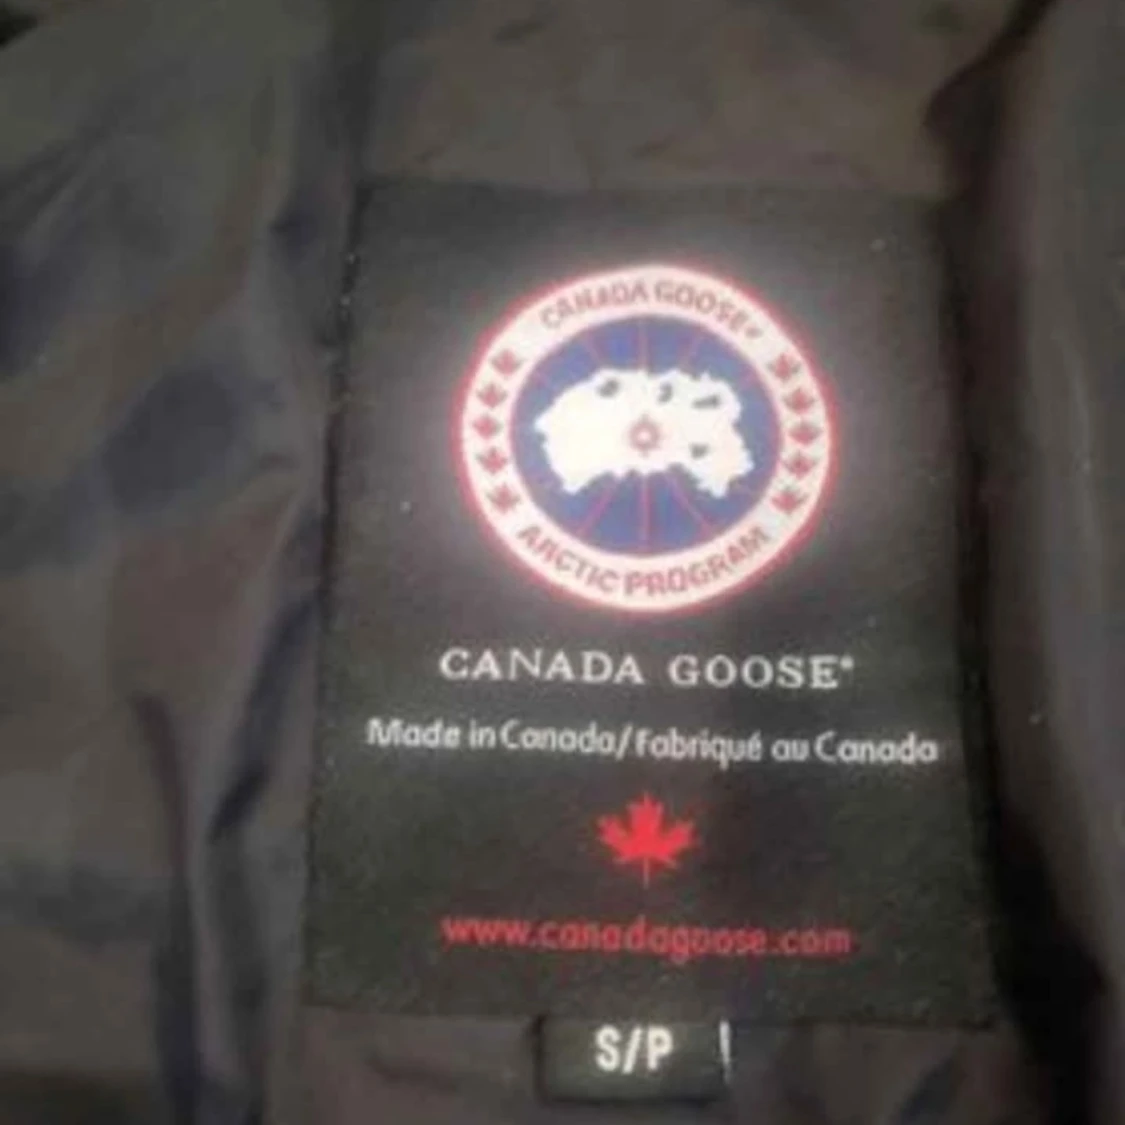 CANADA GOOSE®
ARCTIC PROGRAM
CANADA GOOSE®
Made in Canada/Fabriqué au Canada
www.canadagoose.com
S/P